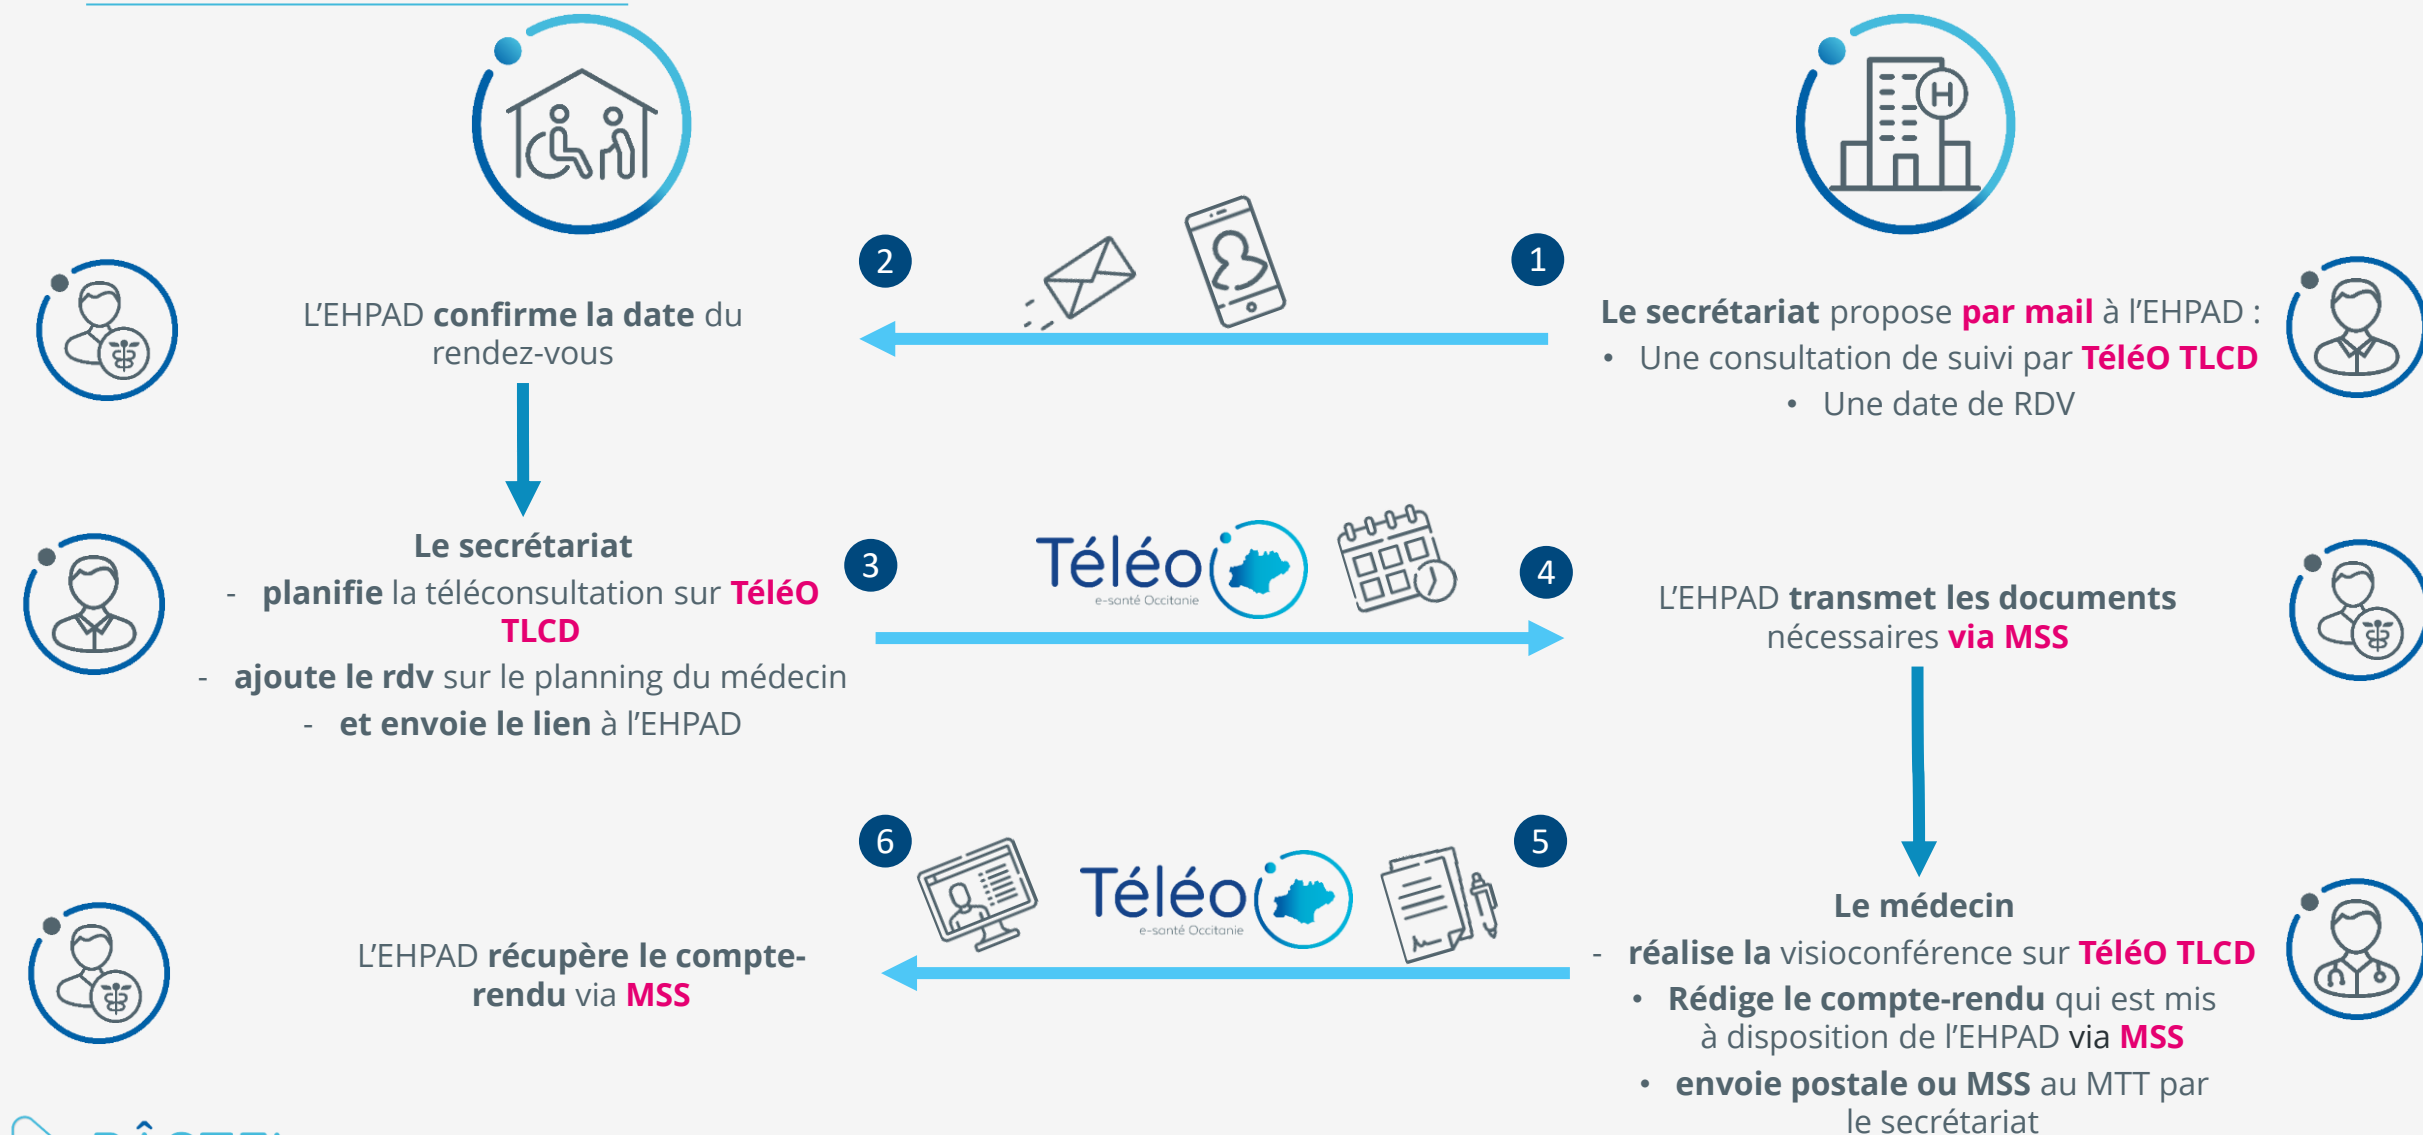 H
1
Le secrétariat propose par mail à l’EHPAD :
• Une consultation de suivi par TéléO TLCD
• Une date de RDV
2
L’EHPAD confirme la date du
rendez-vous
3
Le secrétariat
- planifie la téléconsultation sur TéléO
TLCD
- ajoute le rdv sur le planning du médecin
- et envoie le lien à l’EHPAD
Téléo
e-santé Occitanie
4
L’EHPAD transmet les documents
nécessaires via MSS
5
Le médecin
- réalise la visioconférence sur TéléO TLCD
• Rédige le compte-rendu qui est mis
à disposition de l’EHPAD via MSS
• envoie postale ou MSS au MTT par
le secrétariat
Téléo
e-santé Occitanie
6
L’EHPAD récupère le compte-
rendu via MSS